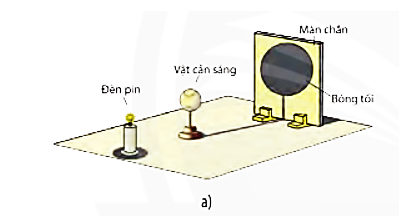 Màn chắn
Vật cản sáng
Đèn pin
Bóng tối
a)